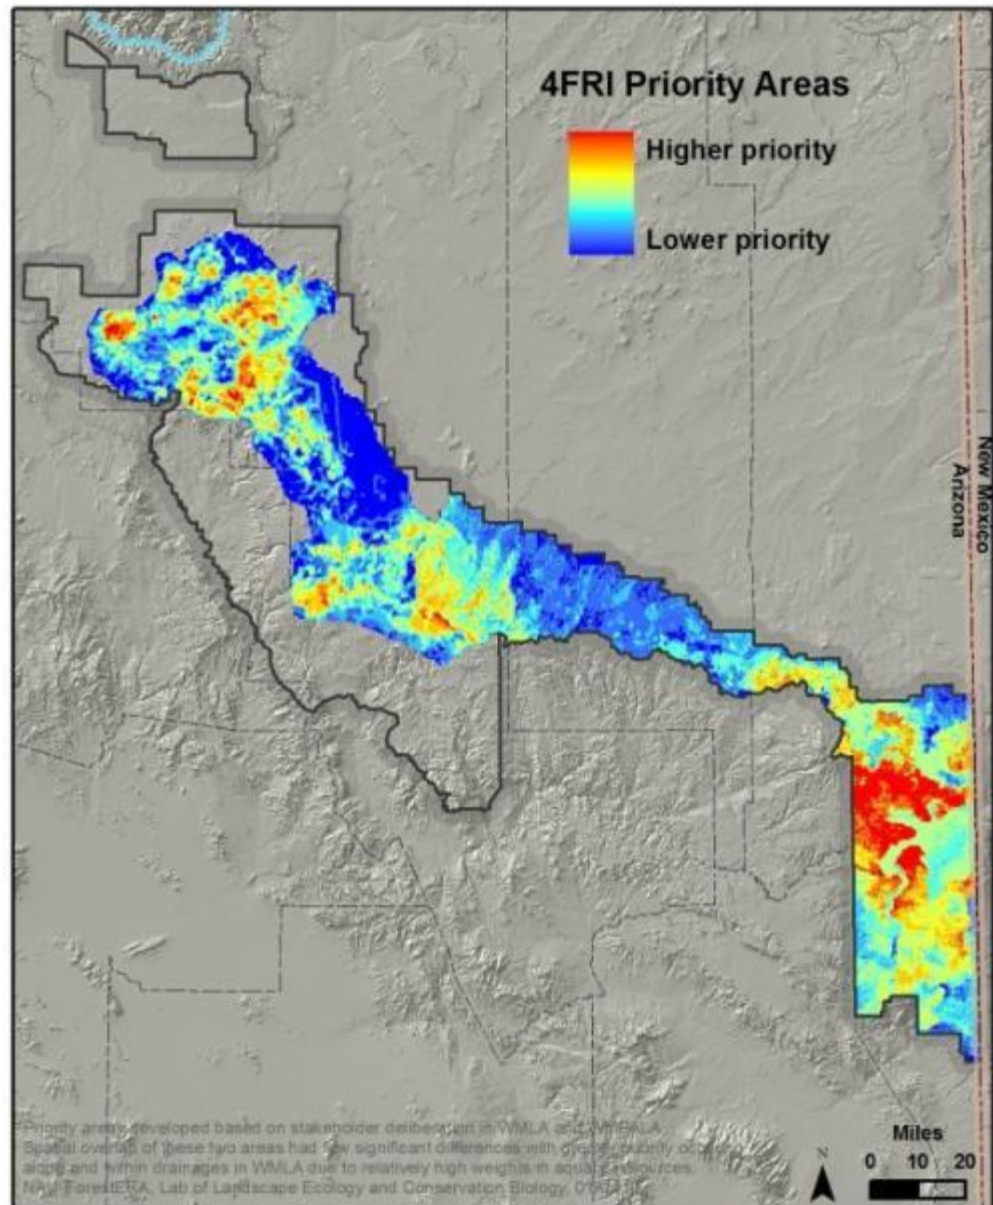 4FRI Priority Areas
Higher priority
Lower priority
New Mexico
Arizona
Priority areas developed based on stakeholder deliberation in WMLA and
Spatial overlap of these two areas had few significant differences with greater priority
along and within drainages in WMLA due to relatively high weights in aquatic resources.
NAU ForestERA, Lab of Landscape Ecology and Conservation Biology,
N
Miles
0 10 20